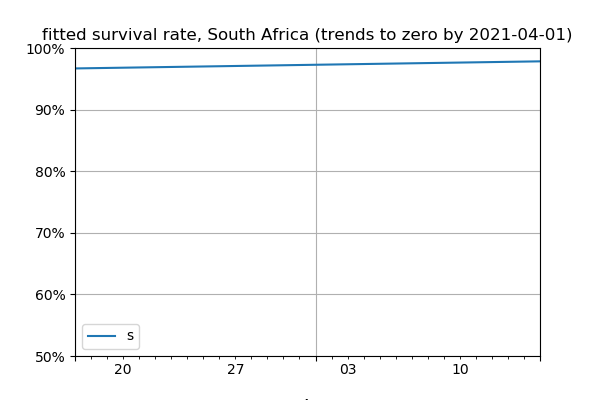 fitted survival rate, South Africa (trends to zero by 2021-04-01)
100%
90%
80%
70%
60%
50%
s
20 27 03 10